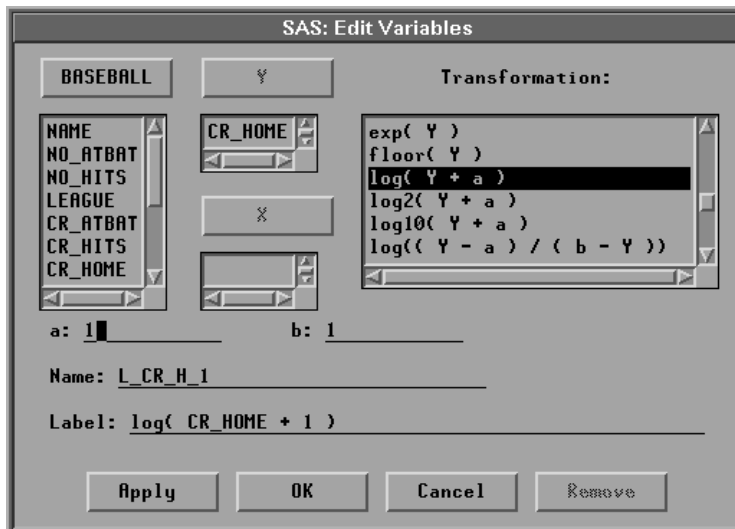 SAS: Edit Variables
BASEBALL
Y
Transformation:
NAME
NO_ATBAT
NO_HITS
LEAGUE
CR_ATBAT
CR_HITS
CR_HOME
CR_HOME
X
exp( Y )
floor( Y )
log( Y + a )
log2( Y + a )
log10( Y + a )
log(( Y - a ) / ( b - Y ))
a: 1 b: 1
Name: L_CR_H_1
Label: log( CR_HOME + 1 )
Apply OK Cancel Remove